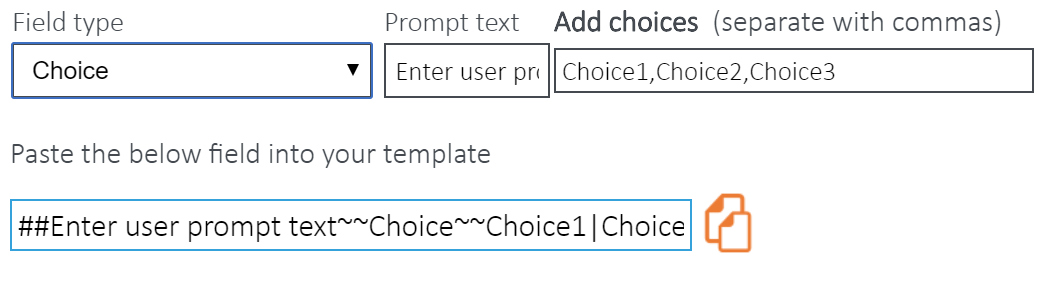 Field type Prompt text Add choices (separate with commas)
Choice Enter user pro Choice1,Choice2,Choice3
Paste the below field into your template
##Enter user prompt text~~Choice~~Choice1|Choice